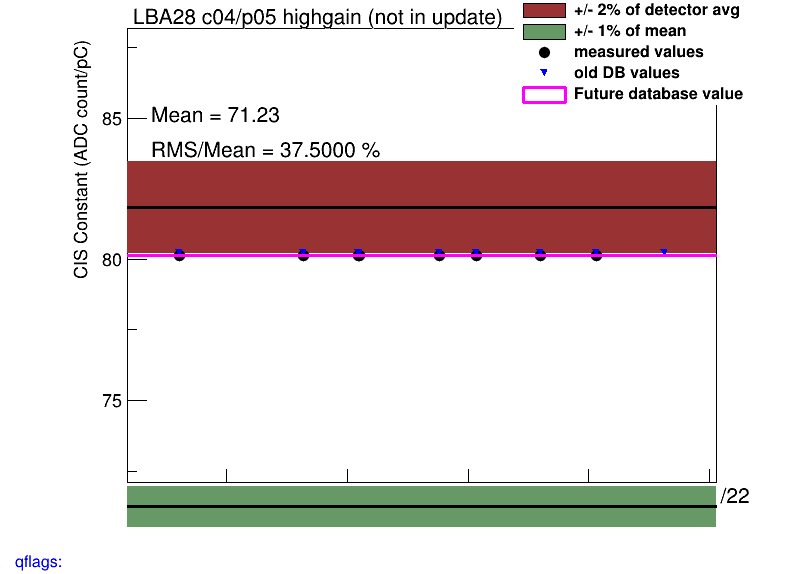 LBA28 c04/p05 highgain (not in update)
+/- 2% of detector avg
+/- 1% of mean
measured values
old DB values
Future database value
CIS Constant (ADC count/pC)
85
Mean = 71.23
RMS/Mean = 37.5000 %
80
75
/22
qflags: